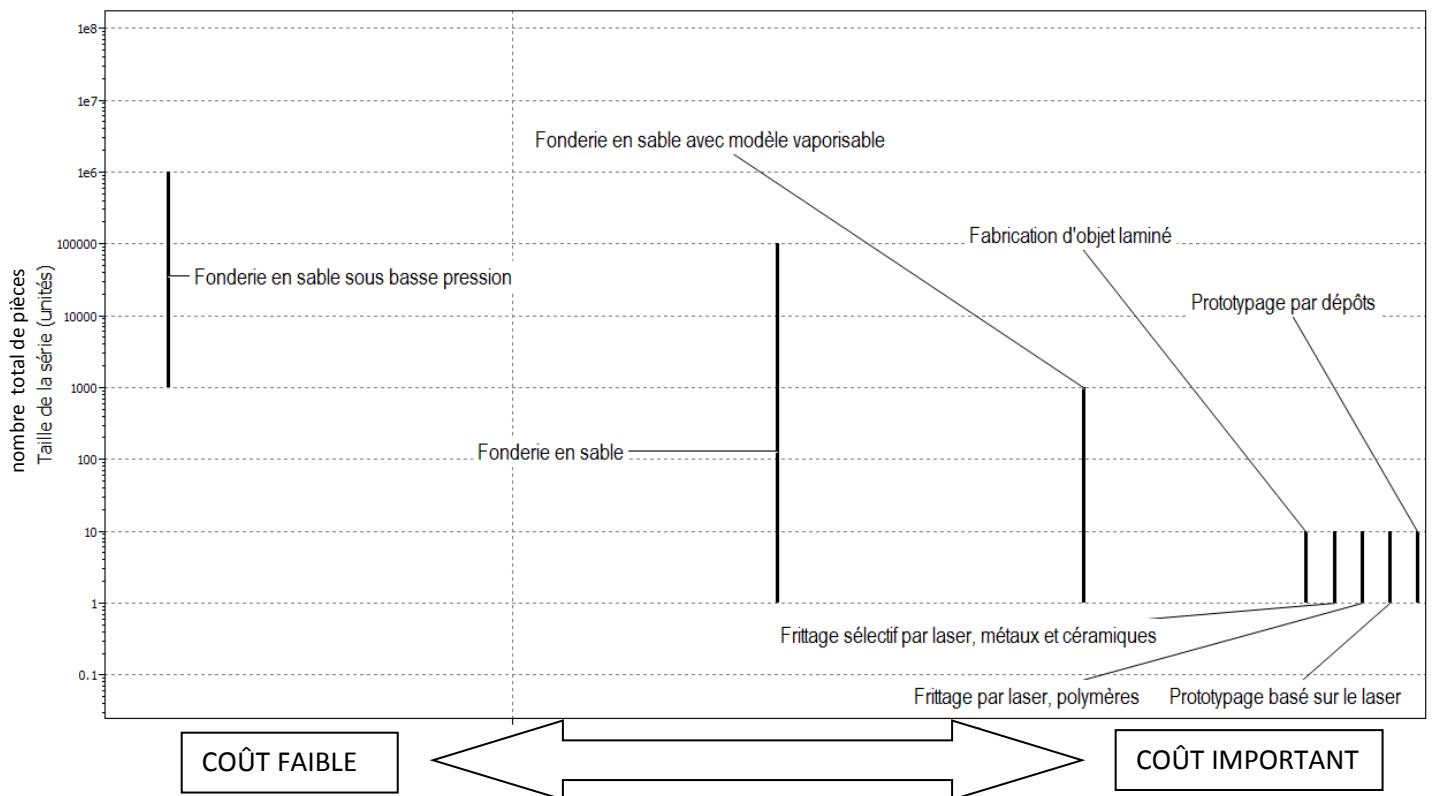 nombre total de pièces
Taille de la série (unités)
1e8
1e7
1e6
100000
10000
1000
100
10
1
0.1
Fonderie en sable avec modèle vaporisable
Fabrication d'objet laminé
Fonderie en sable sous basse pression
Prototypage par dépôts
Fonderie en sable
Frittage sélectif par laser, métaux et céramiques
Frittage par laser, polymères
Prototypage basé sur le laser
COÛT FAIBLE
COÛT IMPORTANT